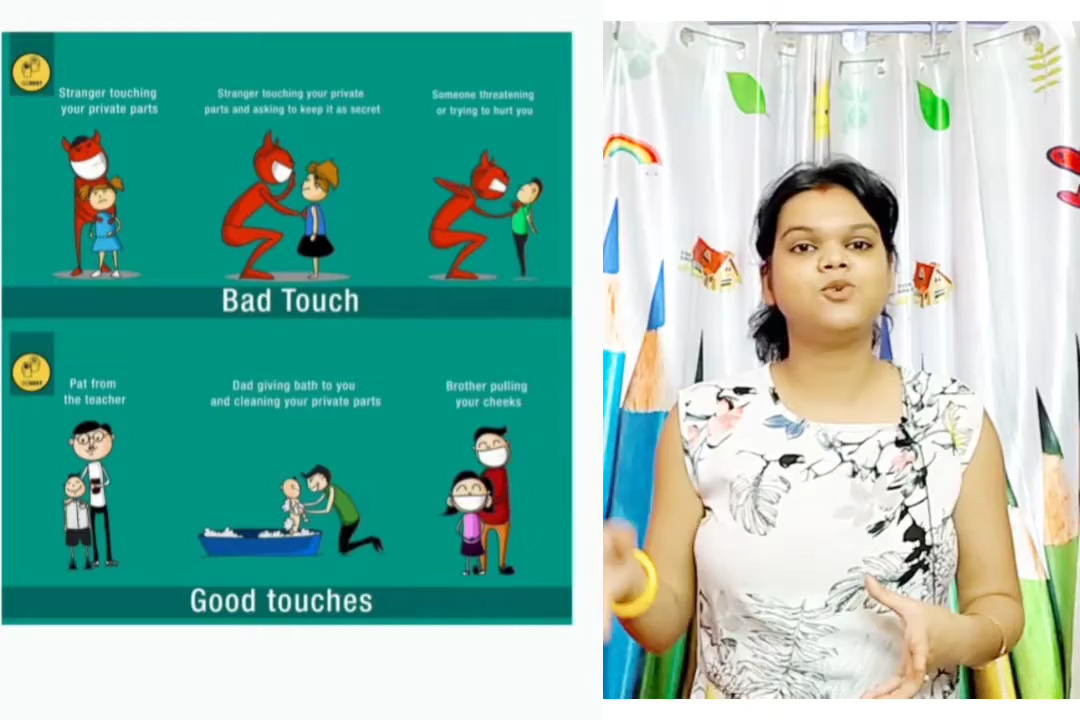 Stranger touching
your private parts
Stranger touching your private
parts and asking to keep it as secret
Someone threatening
or trying to hurt you
Bad Touch
Pat from
the teacher
Dad giving bath to you
and cleaning your private parts
Brother pulling
your cheeks
Good touches